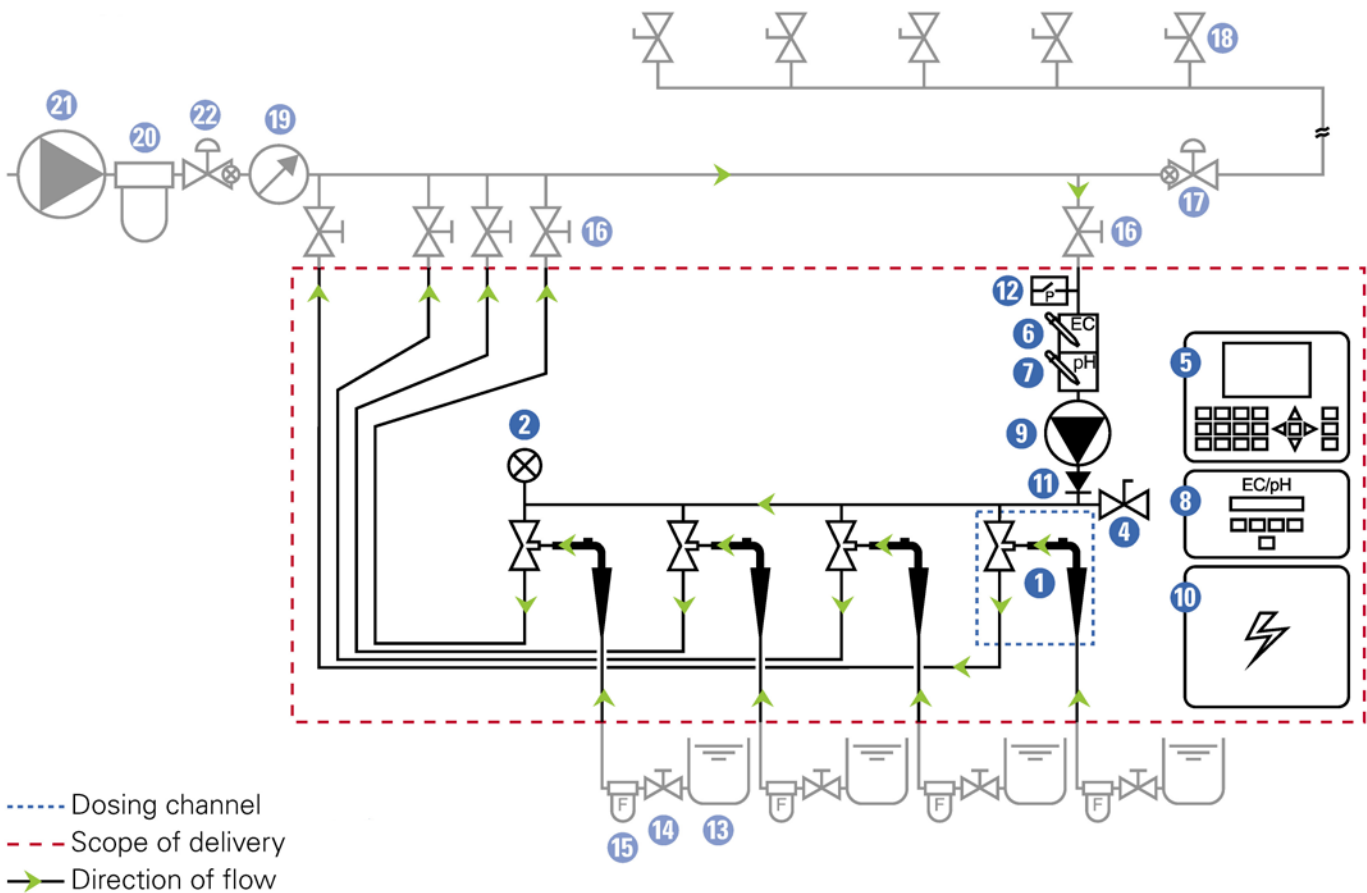 18
21
20
22
19
17
16
16
12
P
6
EC
7
pH
5
2
9
11
EC/pH
8
4
1
10
F
F
F
F
15
14
13
Dosing channel
Scope of delivery
Direction of flow